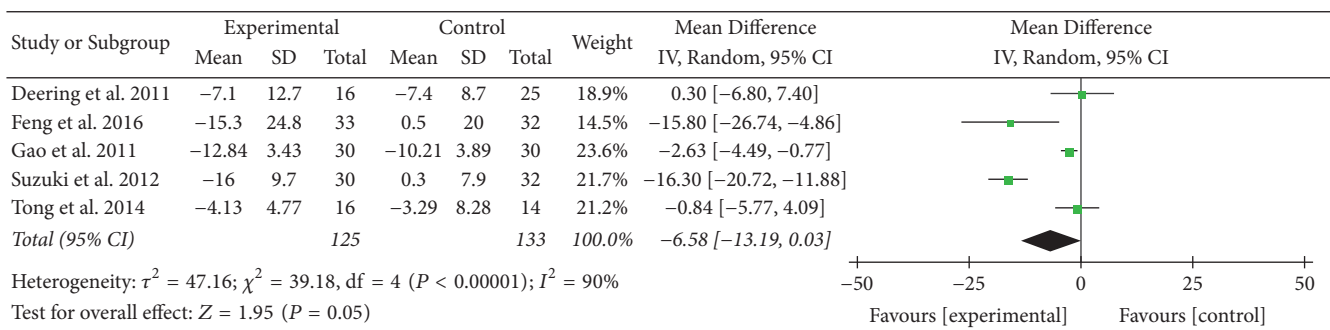 Study or Subgroup Experimental Control Weight Mean Difference Mean Difference
Mean SD Total Mean SD Total IV, Random, 95% CI IV, Random, 95% CI
Deering et al. 2011 −7.1 12.7 16 −7.4 8.7 25 18.9% 0.30 [−6.80, 7.40]
Feng et al. 2016 −15.3 24.8 33 0.5 20 32 14.5% −15.80 [−26.74, −4.86]
Gao et al. 2011 −12.84 3.43 30 −10.21 3.89 30 23.6% −2.63 [−4.49, −0.77]
Suzuki et al. 2012 −16 9.7 30 0.3 7.9 32 21.7% −16.30 [−20.72, −11.88]
Tong et al. 2014 −4.13 4.77 16 −3.29 8.28 14 21.2% −0.84 [−5.77, 4.09]
Total (95% CI) 125 133 100.0% −6.58 [−13.19, 0.03]
Heterogeneity: τ² = 47.16; χ² = 39.18, df = 4 (P < 0.00001); I² = 90%
Test for overall effect: Z = 1.95 (P = 0.05)
−50 −25 0 25 50
Favours [experimental] Favours [control]